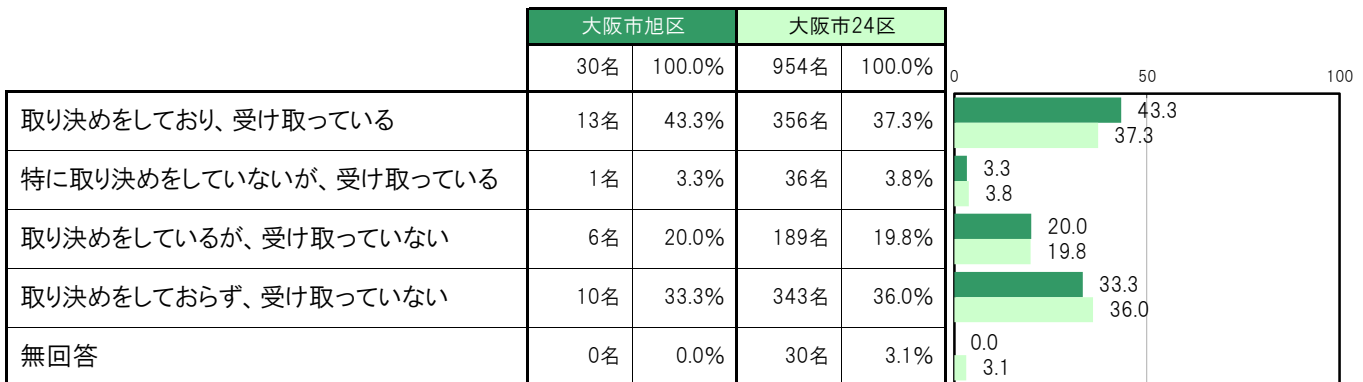 大阪市旭区 大阪市24区
30名 100.0% 954名 100.0%
0 50 100
取り決めをしており、受け取っている 13名 43.3% 356名 37.3%
43.3
37.3
特に取り決めをしていないが、受け取っている 1名 3.3% 36名 3.8%
3.3
3.8
取り決めをしているが、受け取っていない 6名 20.0% 189名 19.8%
20.0
19.8
取り決めをしておらず、受け取っていない 10名 33.3% 343名 36.0%
33.3
36.0
無回答 0名 0.0% 30名 3.1%
0.0
3.1